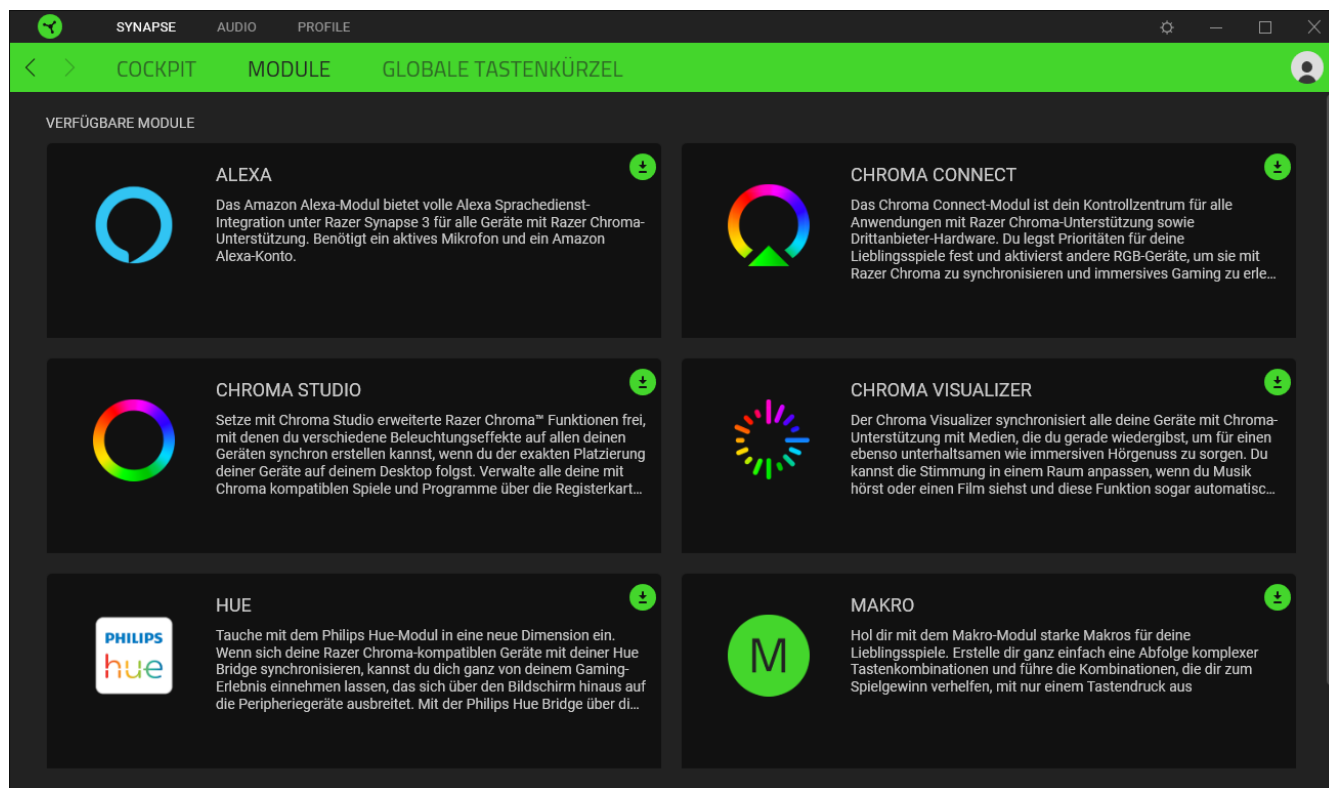 SYNAPSE AUDIO PROFILE
COCKPIT MODULE GLOBALE TASTENKÜRZEL
VERFÜGBARE MODULE
ALEXA
Das Amazon Alexa-Modul bietet volle Alexa Sprachedienst-
Integration unter Razer Synapse 3 für alle Geräte mit Razer Chroma-
Unterstützung. Benötigt ein aktives Mikrofon und ein Amazon
Alexa-Konto.
CHROMA CONNECT
Das Chroma Connect-Modul ist dein Kontrollzentrum für alle
Anwendungen mit Razer Chroma-Unterstützung sowie
Drittanbieter-Hardware. Du legst Prioritäten für deine
Lieblingsspiele fest und aktivierst andere RGB-Geräte, um sie mit
Razer Chroma zu synchronisieren und immersives Gaming zu erle...
CHROMA STUDIO
Setze mit Chroma Studio erweiterte Razer Chroma™ Funktionen frei,
mit denen du verschiedene Beleuchtungseffekte auf allen deinen
Geräten synchron erstellen kannst, wenn du der exakten Platzierung
deiner Geräte auf deinem Desktop folgst. Verwalte alle deine mit
Chroma kompatiblen Spiele und Programme über die Registerkart...
CHROMA VISUALIZER
Der Chroma Visualizer synchronisiert alle deine Geräte mit Chroma-
Unterstützung mit Medien, die du gerade wiedergibst, um für einen
ebenso unterhaltsamen wie immersiven Hörgenuss zu sorgen. Du
kannst die Stimmung in einem Raum anpassen, wenn du Musik
hörst oder einen Film siehst und diese Funktion sogar automatisc...
PHILIPS
hue
HUE
Tauche mit dem Philips Hue-Modul in eine neue Dimension ein.
Wenn sich deine Razer Chroma-kompatiblen Geräte mit deiner Hue
Bridge synchronisieren, kannst du dich ganz von deinem Gaming-
Erlebnis einnehmen lassen, das sich über den Bildschirm hinaus auf
die Peripheriegeräte ausbreitet. Mit der Philips Hue Bridge über di...
M
MAKRO
Hol dir mit dem Makro-Modul starke Makros für deine
Lieblingsspiele. Erstelle dir ganz einfach eine Abfolge komplexer
Tastenkombinationen und führe die Kombinationen, die dir zum
Spielgewinn verhelfen, mit nur einem Tastendruck aus